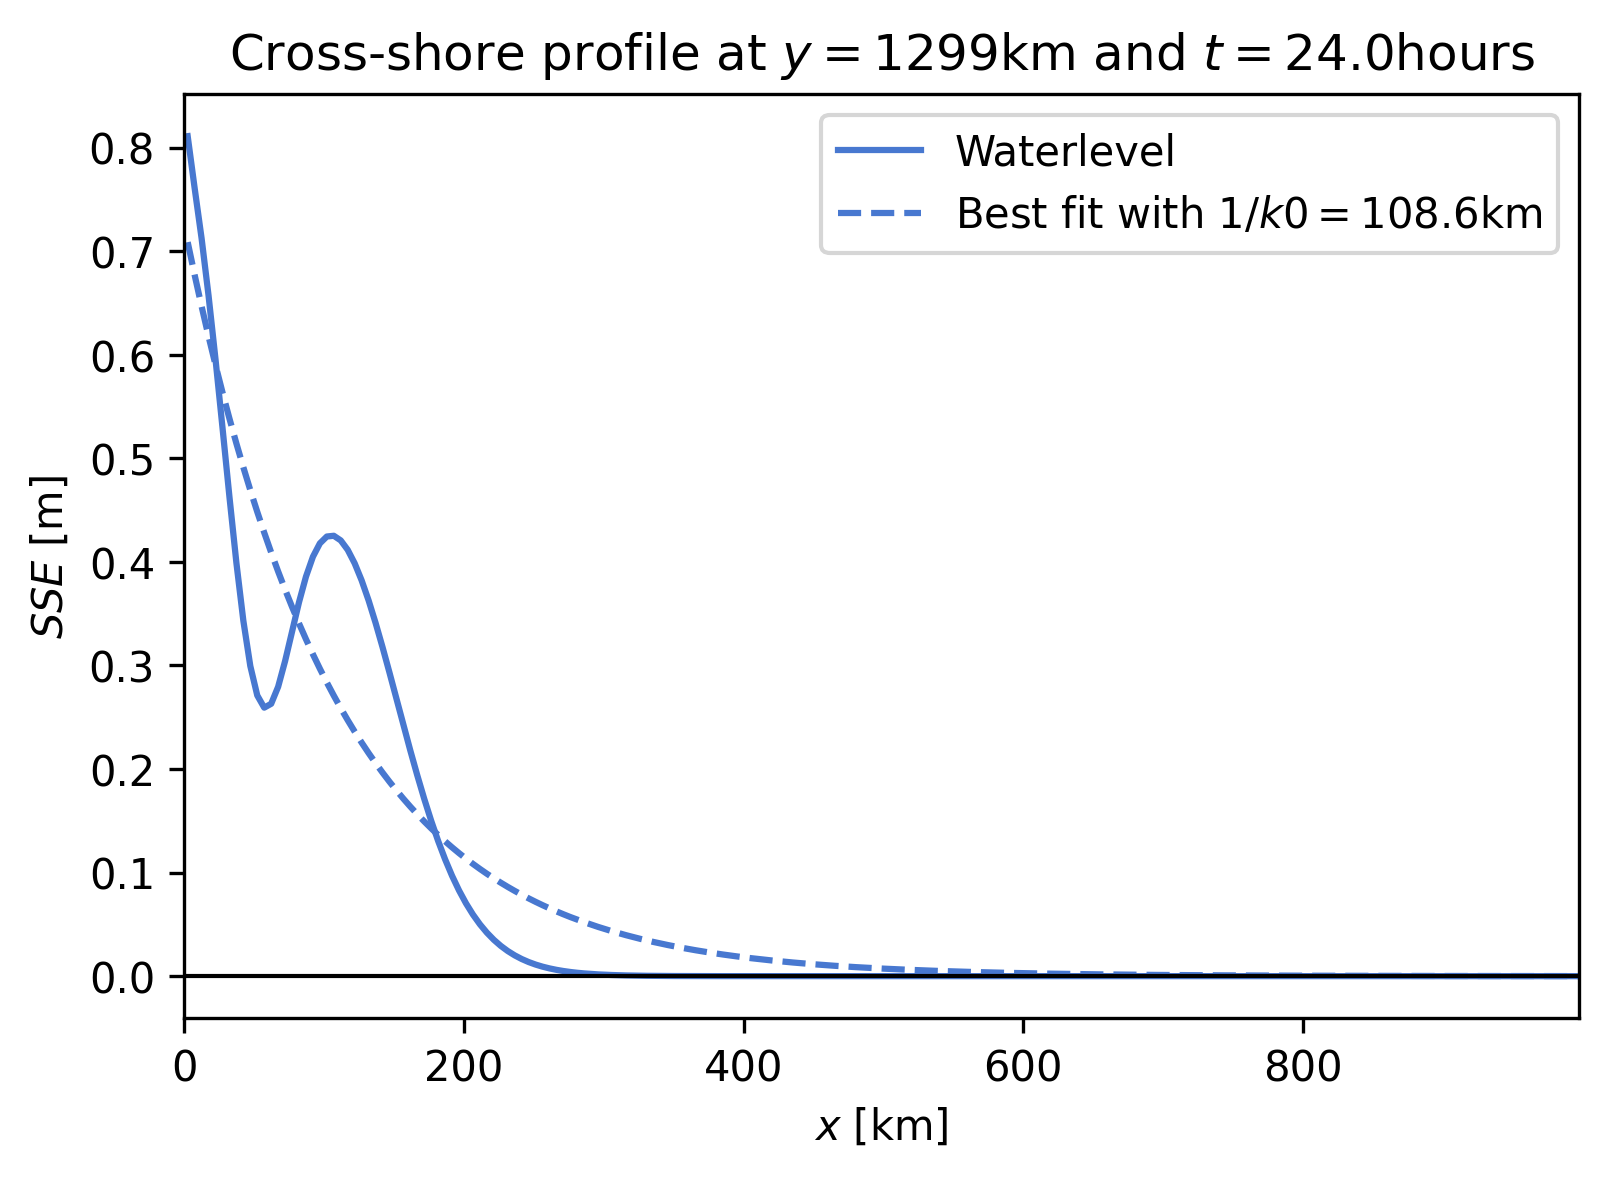 Cross-shore profile at y = 1299km and t = 24.0hours
Waterlevel
Best fit with 1/k0 = 108.6km
0.8
0.7
0.6
0.5
0.4
0.3
0.2
0.1
0.0
SSE [m]
0 200 400 600 800
x [km]